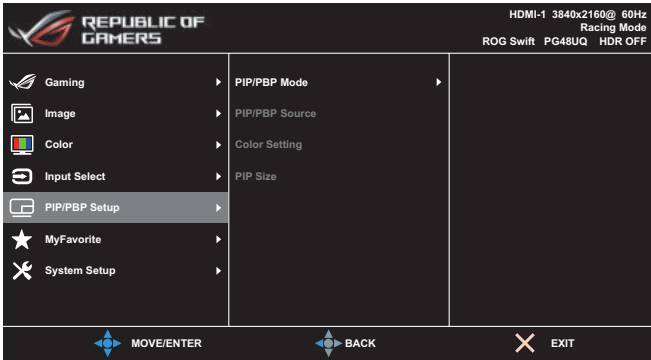 REPUBLIC OF
GAMERS
HDMI-1 3840x2160@ 60Hz
Racing Mode
ROG Swift PG48UQ HDR OFF
Gaming
Image
Color
Input Select
PIP/PBP Setup
MyFavorite
System Setup
PIP/PBP Mode
PIP/PBP Source
Color Setting
PIP Size
MOVE/ENTER
BACK
EXIT